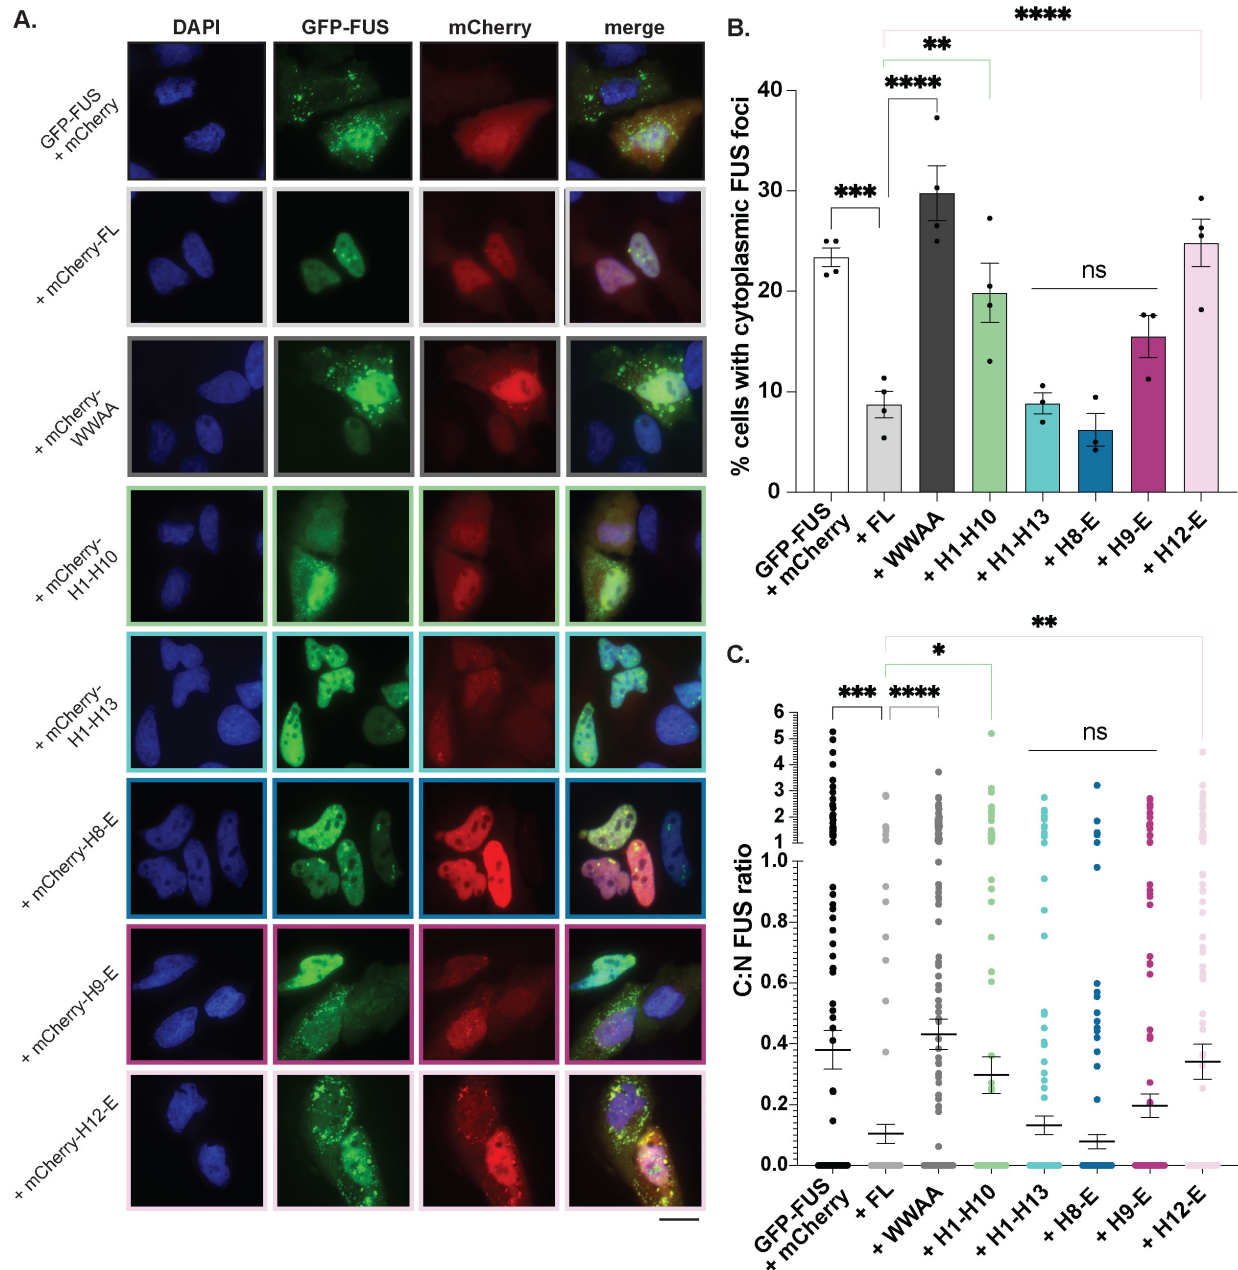 A.
DAPI GFP-FUS mCherry merge
GFP-FUS
+ mCherry
+ mCherry-FL
+ mCherry-
WWAA
+ mCherry-
H1-H10
+ mCherry-
H1-H13
+ mCherry-H8-E
+ mCherry-H9-E
+ mCherry-H12-E
B.
****
**
****
***
ns
% cells with cytoplasmic FUS foci
40
30
20
10
0
GFP-FUS
+ mCherry
+ FL
+ WWAA
+ H1-H10
+ H1-H13
+ H8-E
+ H9-E
+ H12-E
C.
**
*
*** ****
ns
C:N FUS ratio
6
5
4
3
2
1
1.0
0.8
0.6
0.4
0.2
0.0
GFP-FUS
+ mCherry
+ FL
+ WWAA
+ H1-H10
+ H1-H13
+ H8-E
+ H9-E
+ H12-E